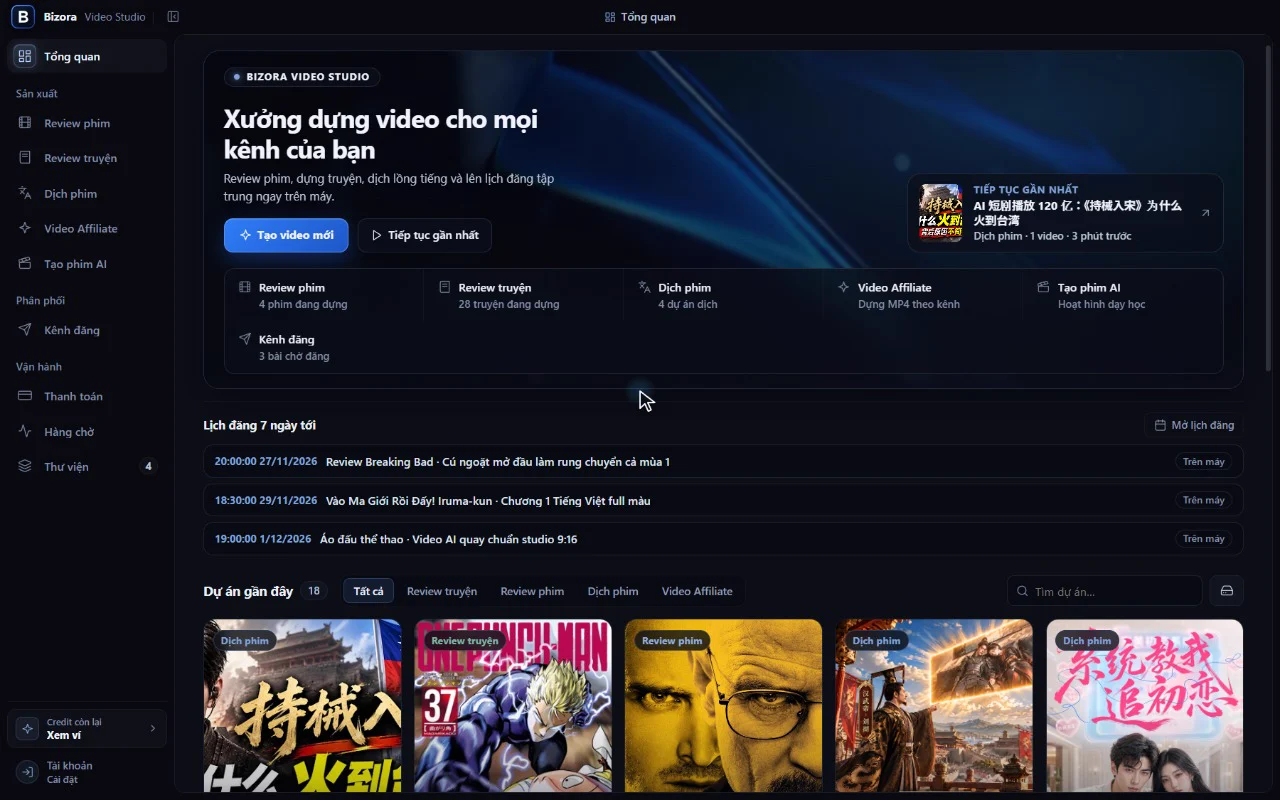 B Bizora Video Studio
Tổng quan
Tổng quan
Sản xuất
Review phim
Review truyện
Dịch phim
Video Affiliate
Tạo phim AI
Phân phối
Kênh đăng
Vận hành
Thanh toán
Hàng chờ
Thư viện 4
Credit còn lại
Xem ví
Tài khoản
Cài đặt
BIZORA VIDEO STUDIO
Xưởng dựng video cho mọi
kênh của bạn
Review phim, dựng truyện, dịch lồng tiếng và lên lịch đăng tập
trung ngay trên máy.
Tạo video mới
Tiếp tục gần nhất
TIẾP TỤC GẦN NHẤT
AI 短剧播放 120 亿：《持械入宋》为什么
火到台湾
Dịch phim · 1 video · 3 phút trước
Review phim
4 phim đang dựng
Review truyện
28 truyện đang dựng
Dịch phim
4 dự án dịch
Video Affiliate
Dựng MP4 theo kênh
Tạo phim AI
Hoạt hình dạy học
Kênh đăng
3 bài chờ đăng
Lịch đăng 7 ngày tới
Mở lịch đăng
20:00:00 27/11/2026 Review Breaking Bad · Cú ngoặt mở đầu làm rung chuyển cả mùa 1 Trên máy
18:30:00 29/11/2026 Vào Ma Giới Rồi Đấy! Iruma-kun · Chương 1 Tiếng Việt full màu Trên máy
19:00:00 1/12/2026 Áo đấu thể thao · Video AI quay chuẩn studio 9:16 Trên máy
Dự án gần đây 18
Tất cả
Review truyện
Review phim
Dịch phim
Video Affiliate
Tìm dự án...
Dịch phim
持械入
什么火到
Review truyện
ONE PUNCH MAN
37
Review phim
Dịch phim
Dịch phim
系统教我
追初恋